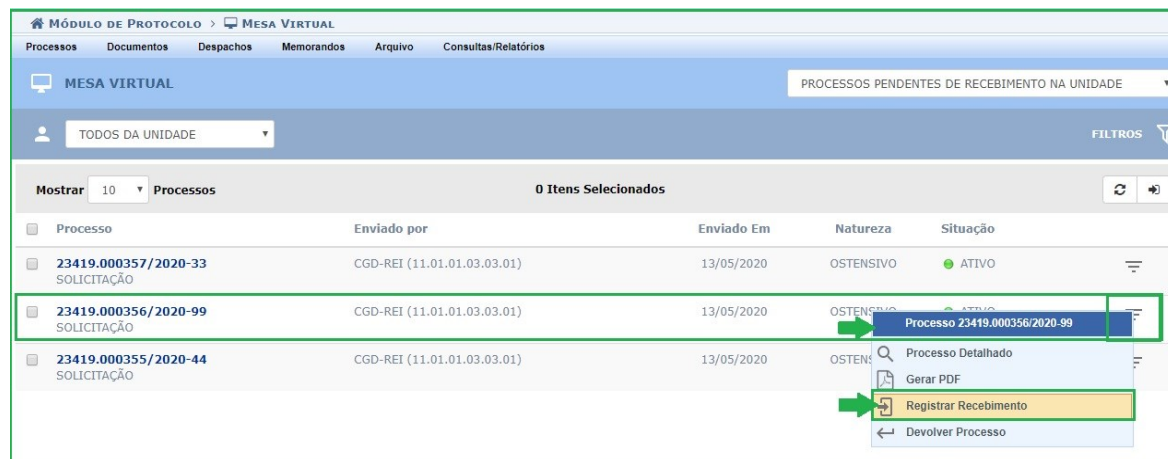 MÓDULO DE PROTOCOLO > MESA VIRTUAL
Processos Documentos Despachos Memorandos Arquivo Consultas/Relatórios
MESA VIRTUAL PROCESSOS PENDENTES DE RECEBIMENTO NA UNIDADE
TODOS DA UNIDADE FILTROS
Mostrar 10 Processos 0 Itens Selecionados
Processo Enviado por Enviado Em Natureza Situação
23419.000357/2020-33 CGD-REI (11.01.01.03.03.01) 13/05/2020 OSTENSIVO ATIVO
SOLICITAÇÃO
23419.000356/2020-99 CGD-REI (11.01.01.03.03.01) 13/05/2020 OSTENSIVO ATIVO
SOLICITAÇÃO
Processo 23419.000356/2020-99
23419.000355/2020-44 CGD-REI (11.01.01.03.03.01) 13/05/2020 OSTENS
SOLICITAÇÃO
Processo Detalhado
Gerar PDF
Registrar Recebimento
Devolver Processo